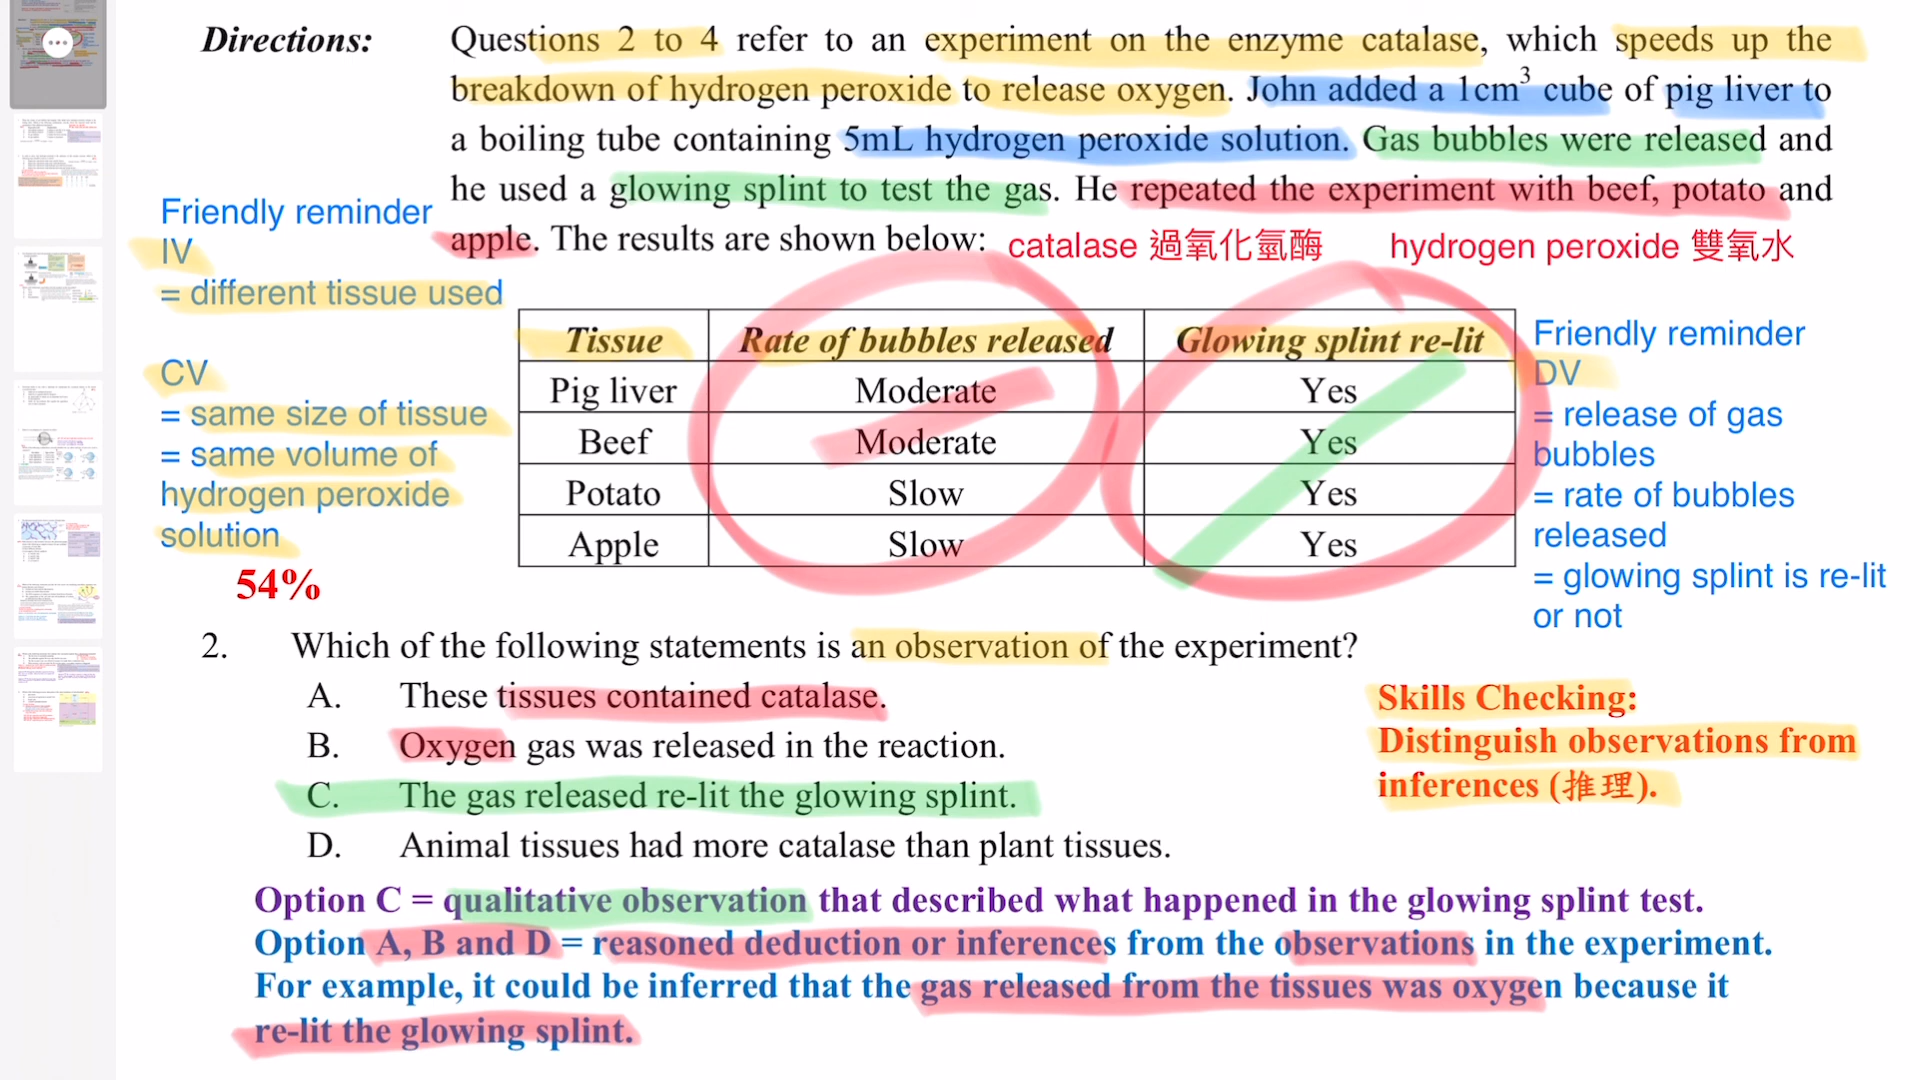 Directions: Questions 2 to 4 refer to an experiment on the enzyme catalase, which speeds up the
breakdown of hydrogen peroxide to release oxygen. John added a 1cm³ cube of pig liver to
a boiling tube containing 5mL hydrogen peroxide solution. Gas bubbles were released and
he used a glowing splint to test the gas. He repeated the experiment with beef, potato and
apple. The results are shown below:
catalase 過氧化氫酶 hydrogen peroxide 雙氧水
Friendly reminder
IV
= different tissue used
CV
= same size of tissue
= same volume of
hydrogen peroxide
solution
54%
Tissue Rate of bubbles released Glowing splint re-lit
Pig liver Moderate Yes
Beef Moderate Yes
Potato Slow Yes
Apple Slow Yes
Friendly reminder
DV
= release of gas
bubbles
= rate of bubbles
released
= glowing splint is re-lit
or not
2. Which of the following statements is an observation of the experiment?
A. These tissues contained catalase.
B. Oxygen gas was released in the reaction.
C. The gas released re-lit the glowing splint.
D. Animal tissues had more catalase than plant tissues.
Skills Checking:
Distinguish observations from
inferences (推理).
Option C = qualitative observation that described what happened in the glowing splint test.
Option A, B and D = reasoned deduction or inferences from the observations in the experiment.
For example, it could be inferred that the gas released from the tissues was oxygen because it
re-lit the glowing splint.